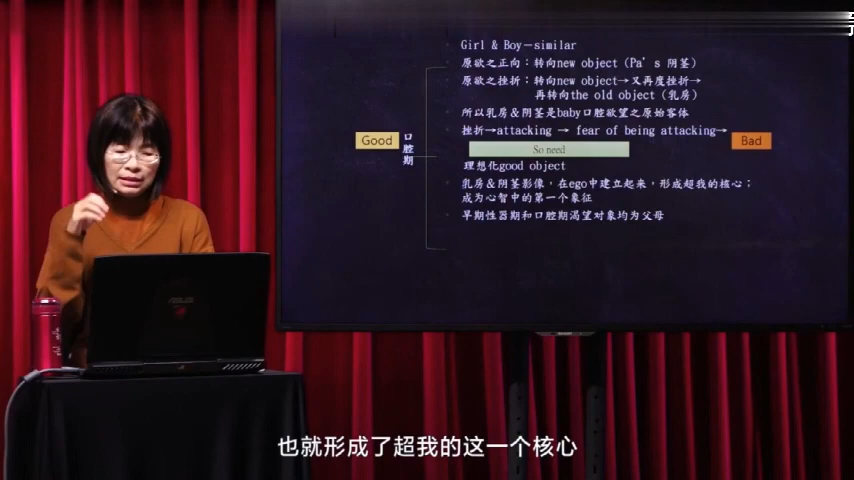 Girl & Boy－similar
原欲之正向：转向new object（Pa's 阴茎）
原欲之挫折：转向new object→又再度挫折→
再转向the old object（乳房）
所以乳房＆阴茎是baby口腔欲望之原始客体
Good
口腔期
挫折→attacking → fear of being attacking→
Bad
So need
理想化good object
乳房＆阴茎影像，在ego中建立起来，形成超我的核心；
成为心智中的第一个象征
早期性器期和口腔期渴望对象均为父母
ASUS
也就形成了超我的这一个核心